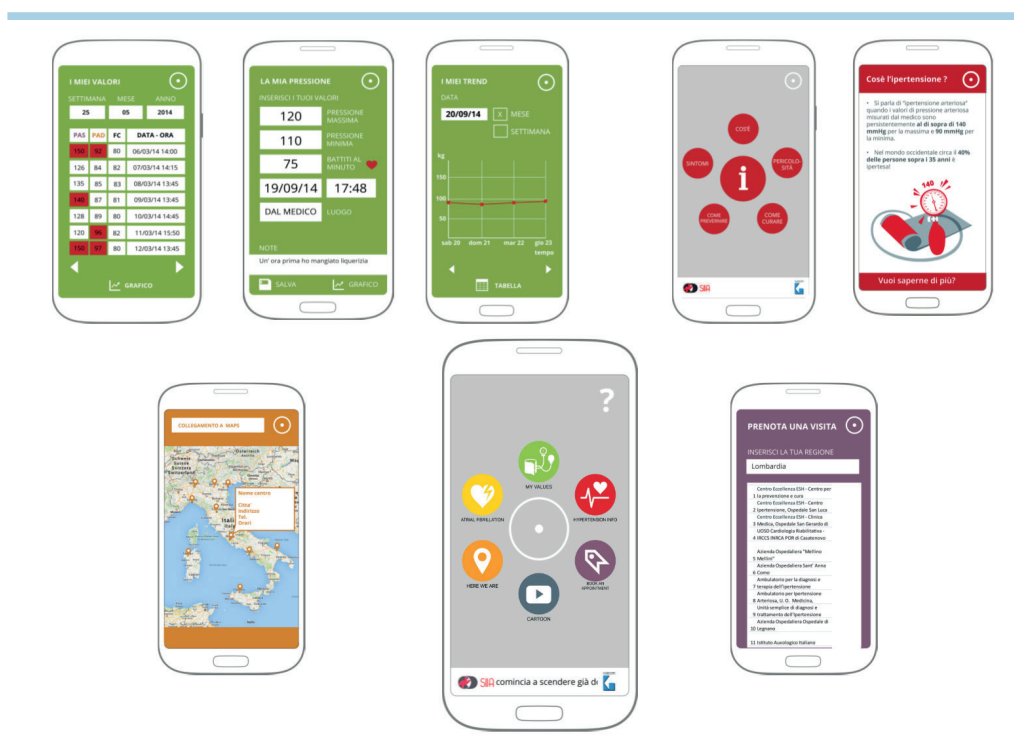 I MIEI VALORI
SETTIMANA MESE ANNO
25 05 2014
PAS PAD FC DATA - ORA
150 92 80 06/03/14 14:00
126 84 82 07/03/14 14:15
135 85 83 08/03/14 13:45
140 87 81 09/03/14 13:45
128 89 80 10/03/14 14:45
120 96 82 11/03/14 15:50
150 97 80 12/03/14 13:45
GRAFICO
LA MIA PRESSIONE
INSERISCI I TUOI VALORI
120 PRESSIONE MASSIMA
110 PRESSIONE MINIMA
75 BATTITI AL MINUTO
19/09/14 17:48
DAL MEDICO LUOGO
NOTE
Un' ora prima ho mangiato liquerizia
SALVA GRAFICO
I MIEI TREND
DATA
20/09/14 X MESE
SETTIMANA
kg
150
100
50
sab 20 dom 21 mar 22 gio 23
tempo
TABELLA
COS'È
SINTOMI
PERICOLO-
SITÀ
i
COME
PREVENIRE
COME
CURARE
SIIA
Cosè l'ipertensione ?
• Si parla di "ipertensione arteriosa"
quando i valori di pressione arteriosa
misurati dal medico sono
persistentemente al di sopra di 140
mmHg per la massima e 90 mmHg per
la minima.
• Nel mondo occidentale circa il 40%
delle persone sopra i 35 anni è
ipertesa!
140
Vuoi saperne di più?
COLLEGAMENTO A MAPS
Österreich
Austria
Schweiz
Suisse
Svizzera
Italia
Nome centro
Citta'
Indirizzo
Tel.
Orari
?
MY VALUES
ATRIAL FIBRILLATION
HYPERTENSION INFO
HERE WE ARE
BOOK AN
APPOINTMENT
CARTOON
SIIA comincia a scendere già d
PRENOTA UNA VISITA
INSERISCI LA TUA REGIONE
Lombardia
Centro Eccellenza ESH - Centro per
1 la prevenzione e cura
Centro Eccellenza ESH - Centro
2 Ipertensione, Ospedale San Luca
Centro Eccellenza ESH - Clinica
3 Medica, Ospedale San Gerardo di
UOSD Cardiologia Riabilitativa -
4 IRCCS INRCA POR di Casatenovo
Azienda Ospedaliera "Mellino
5 Mellini"
Azienda Ospedaliera Sant' Anna
6 Como
Ambulatorio per la diagnosi e
7 terapia dell'ipertensione
Ambulatorio per Ipertensione
8 Arteriosa, U. O. Medicina,
Unità semplice di diagnosi e
9 trattamento dell'Ipertensione
Azienda Ospedaliera Ospedale di
10 Legnano
11 Istituto Auxologico Italiano